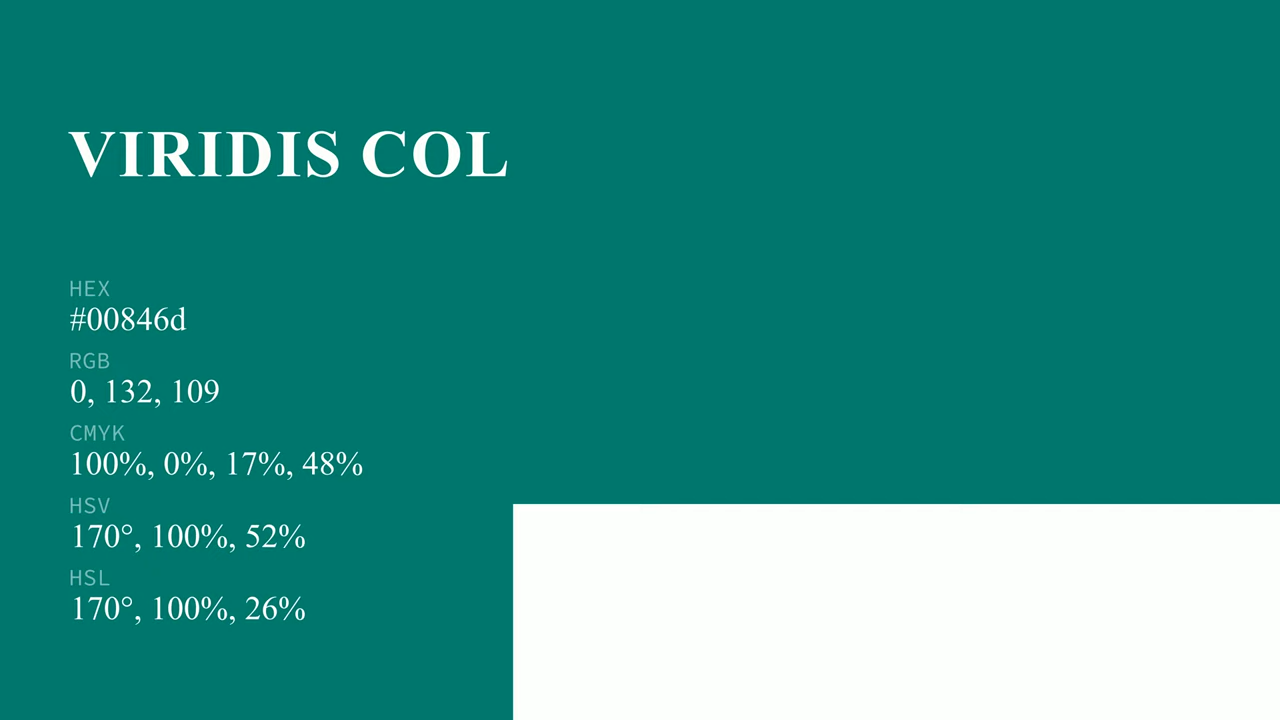 VIRIDIS COL
HEX
#00846d
RGB
0, 132, 109
CMYK
100%, 0%, 17%, 48%
HSV
170°, 100%, 52%
HSL
170°, 100%, 26%